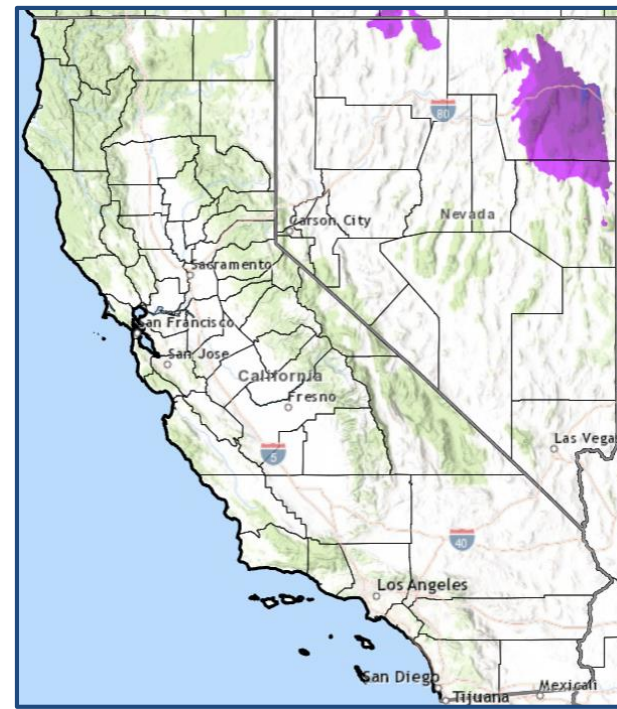 80
Carson City
Nevada
Sacramento
San Francisco
San Jose
California
Fresno
5
Las Vegas
40
Los Angeles
San Diego
Mexicali
Tijuana